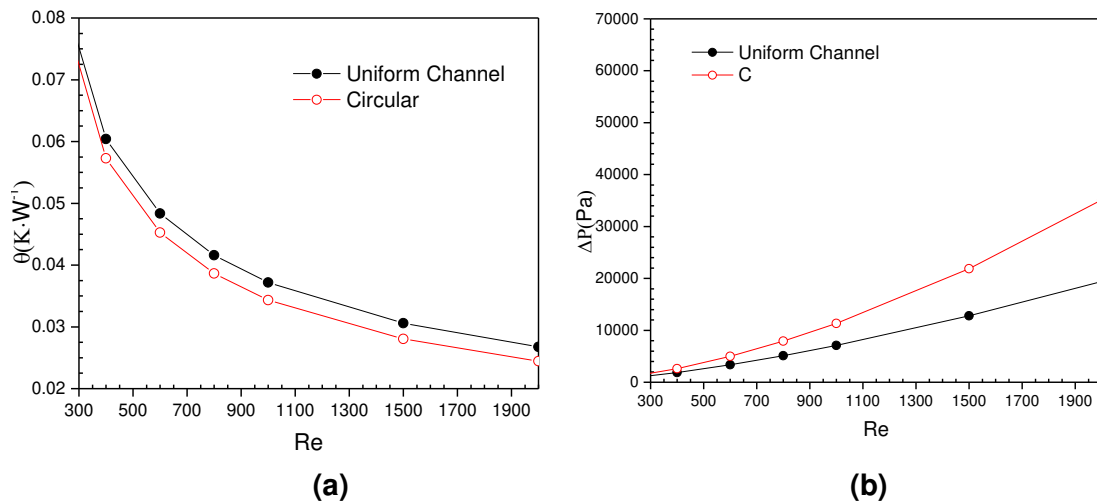 0.08
0.07
0.06
0.05
0.04
0.03
0.02
θ(K·W⁻¹)
Uniform Channel
Circular
300 500 700 900 1100 1300 1500 1700 1900
Re
(a)
70000
60000
50000
40000
30000
20000
10000
0
ΔP(Pa)
Uniform Channel
C
300 500 700 900 1100 1300 1500 1700 1900
Re
(b)